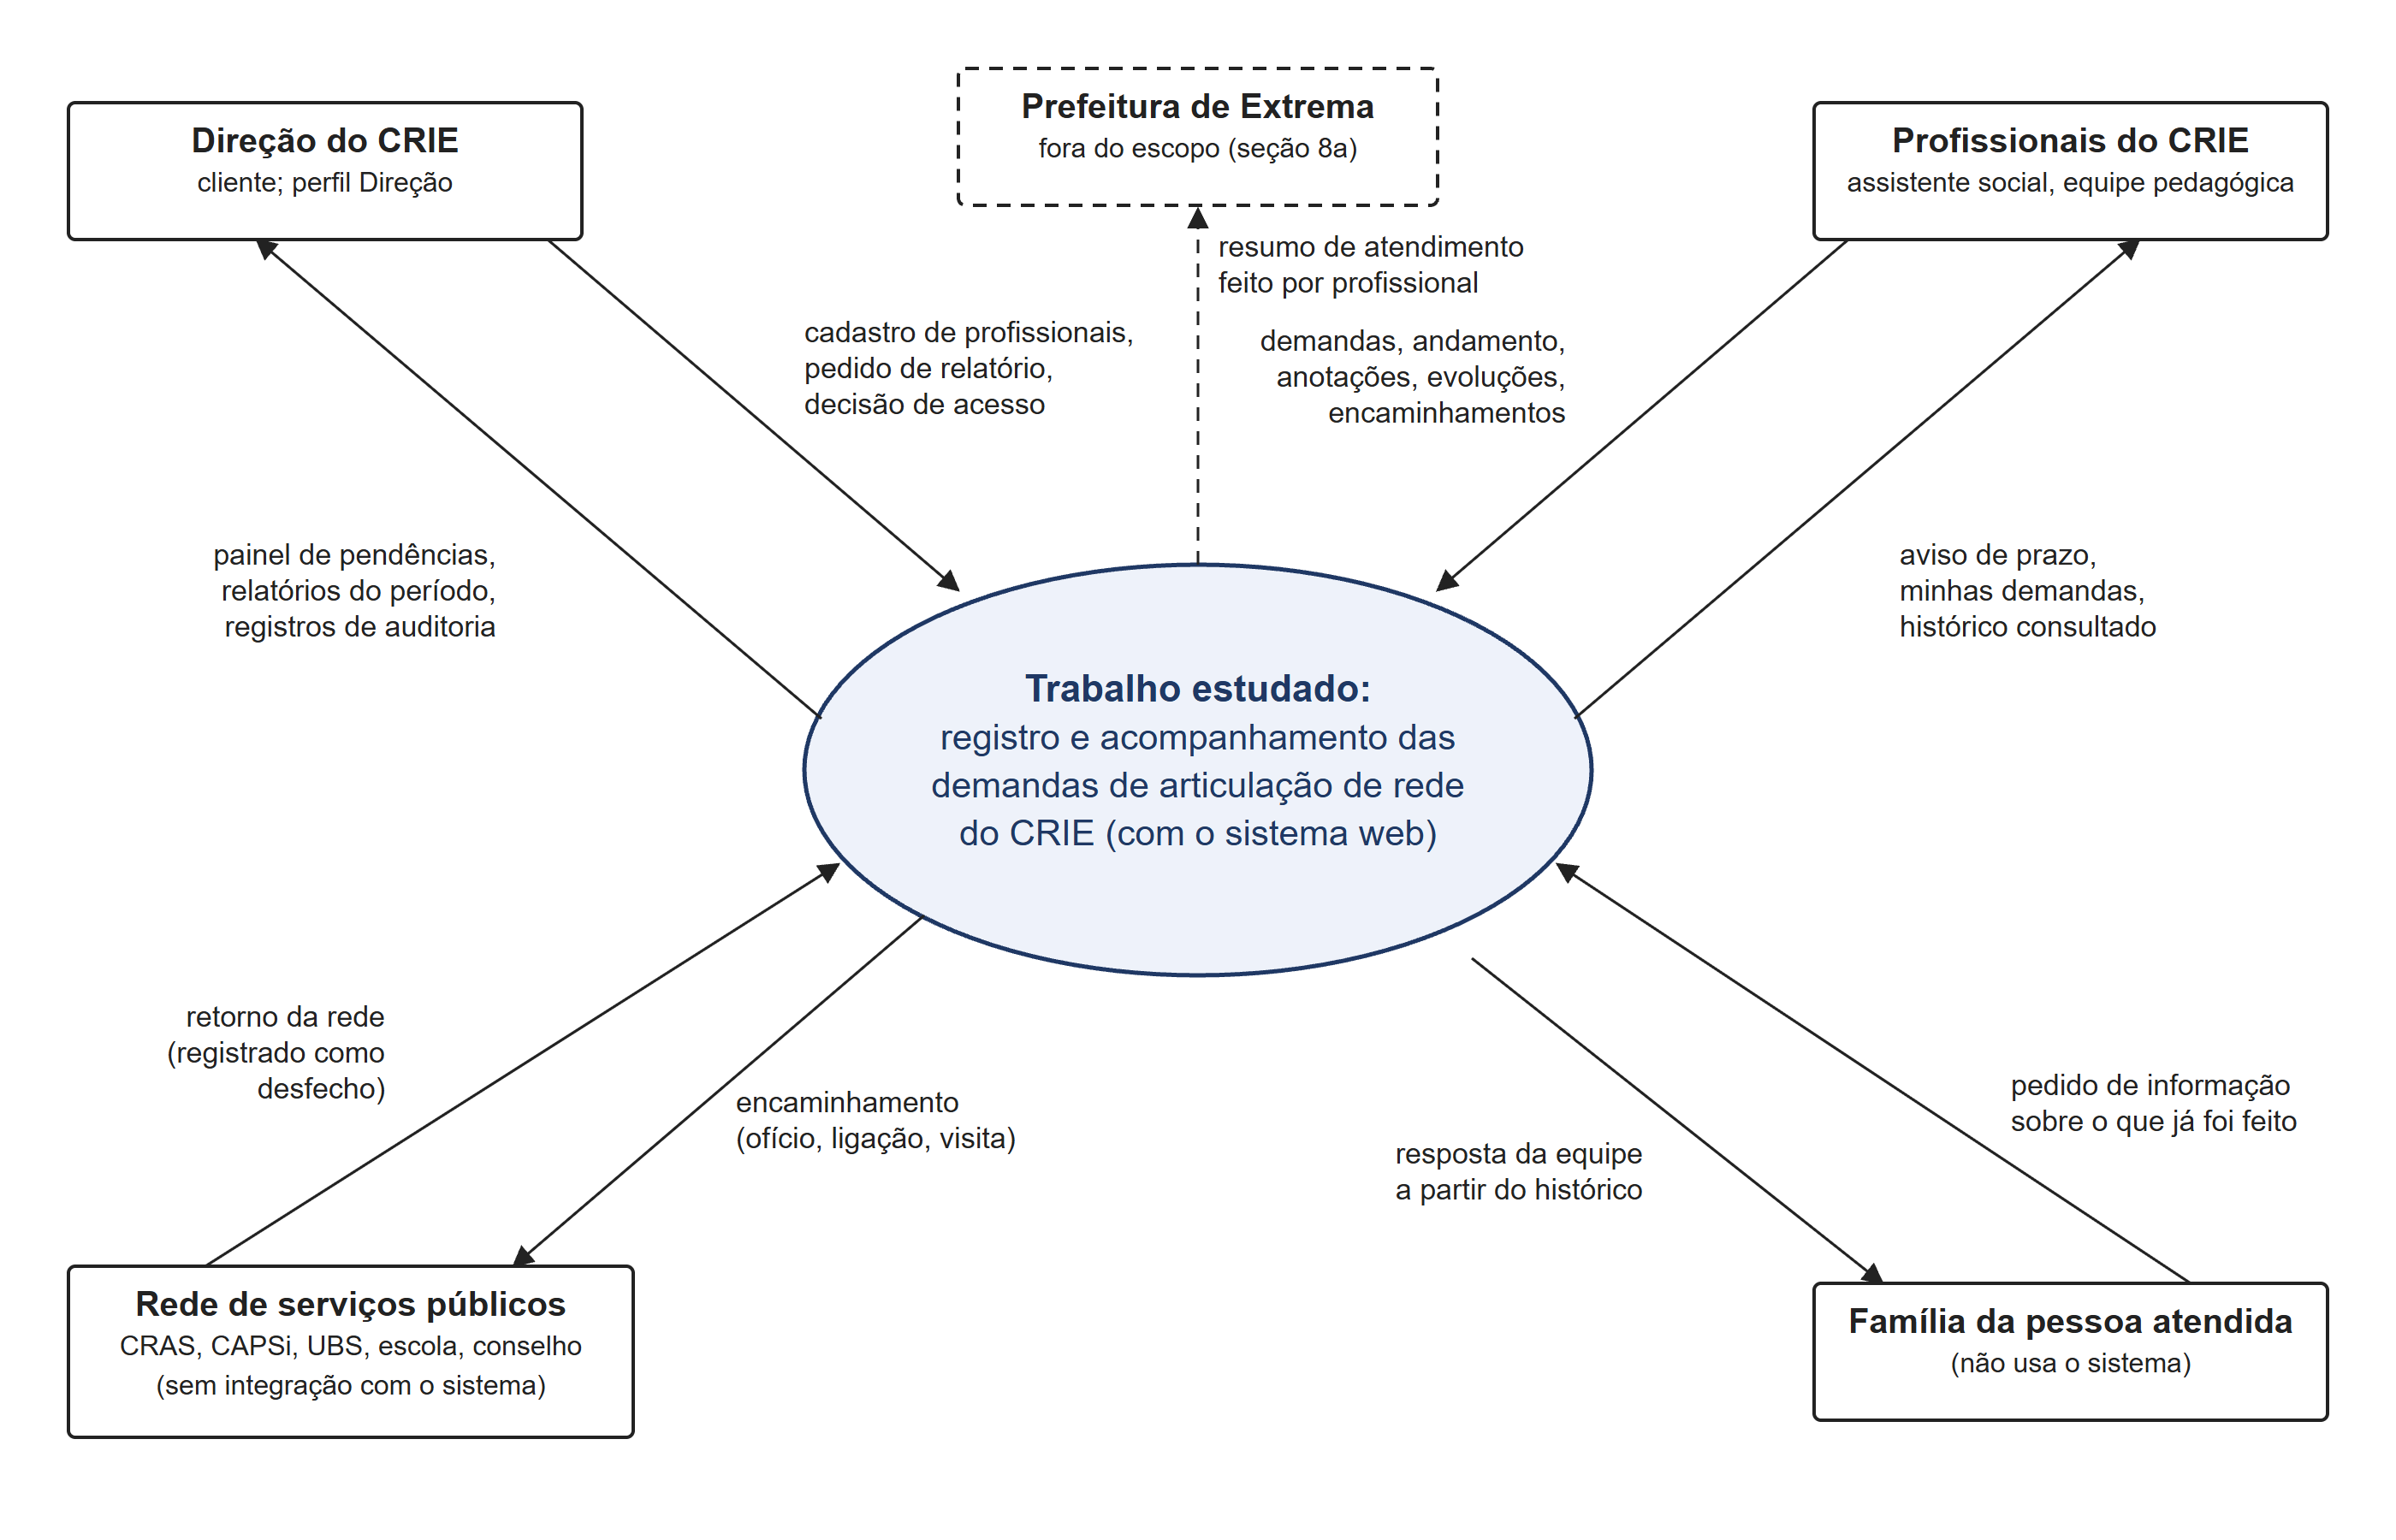 Direção do CRIE
cliente; perfil Direção
Prefeitura de Extrema
fora do escopo (seção 8a)
Profissionais do CRIE
assistente social, equipe pedagógica
resumo de atendimento
feito por profissional
cadastro de profissionais,
pedido de relatório,
decisão de acesso
demandas, andamento,
anotações, evoluções,
encaminhamentos
painel de pendências,
relatórios do período,
registros de auditoria
aviso de prazo,
minhas demandas,
histórico consultado
Trabalho estudado:
registro e acompanhamento das
demandas de articulação de rede
do CRIE (com o sistema web)
retorno da rede
(registrado como
desfecho)
encaminhamento
(ofício, ligação, visita)
resposta da equipe
a partir do histórico
pedido de informação
sobre o que já foi feito
Rede de serviços públicos
CRAS, CAPSi, UBS, escola, conselho
(sem integração com o sistema)
Família da pessoa atendida
(não usa o sistema)